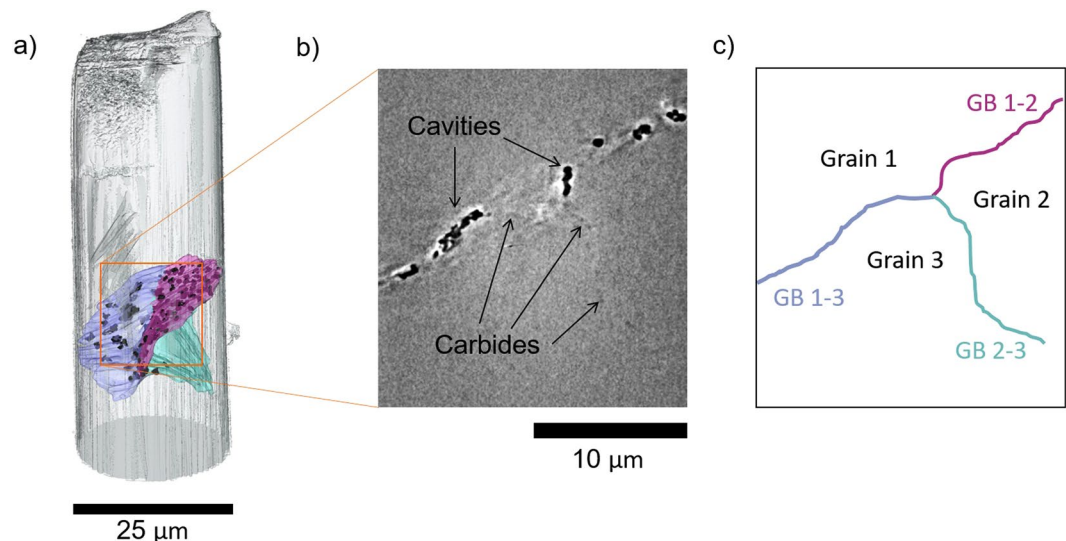 a)
25 µm
b)
Cavities
Carbides
10 µm
c)
GB 1-2
Grain 1
Grain 2
Grain 3
GB 1-3
GB 2-3